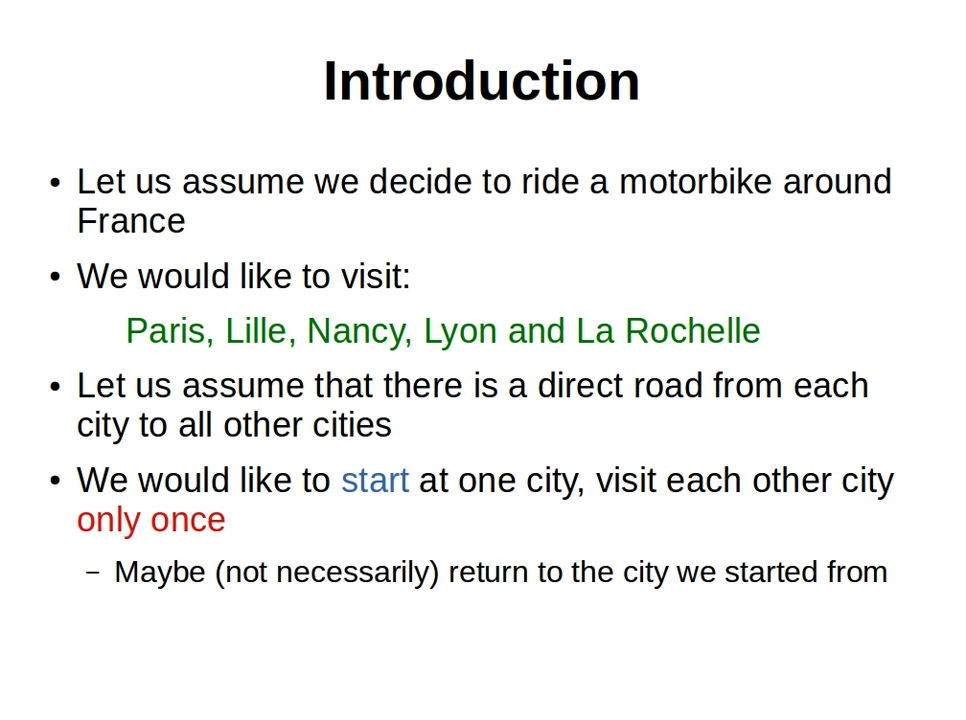 Introduction
• Let us assume we decide to ride a motorbike around
France
• We would like to visit:
Paris, Lille, Nancy, Lyon and La Rochelle
• Let us assume that there is a direct road from each
city to all other cities
• We would like to start at one city, visit each other city
only once
– Maybe (not necessarily) return to the city we started from